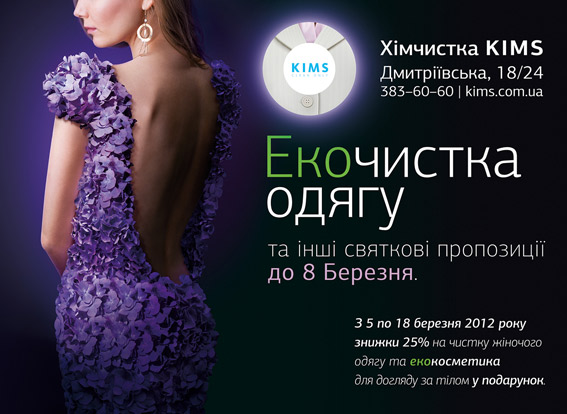 KIMS
Хімчистка KIMS
Дмитріївська, 18/24
383–60–60 | kims.com.ua
Екочистка
одягу
та інші святкові пропозиції
до 8 Березня.
З 5 по 18 березня 2012 року
знижки 25% на чистку жіночого
одягу та екокосметика
для догляду за тілом у подарунок.